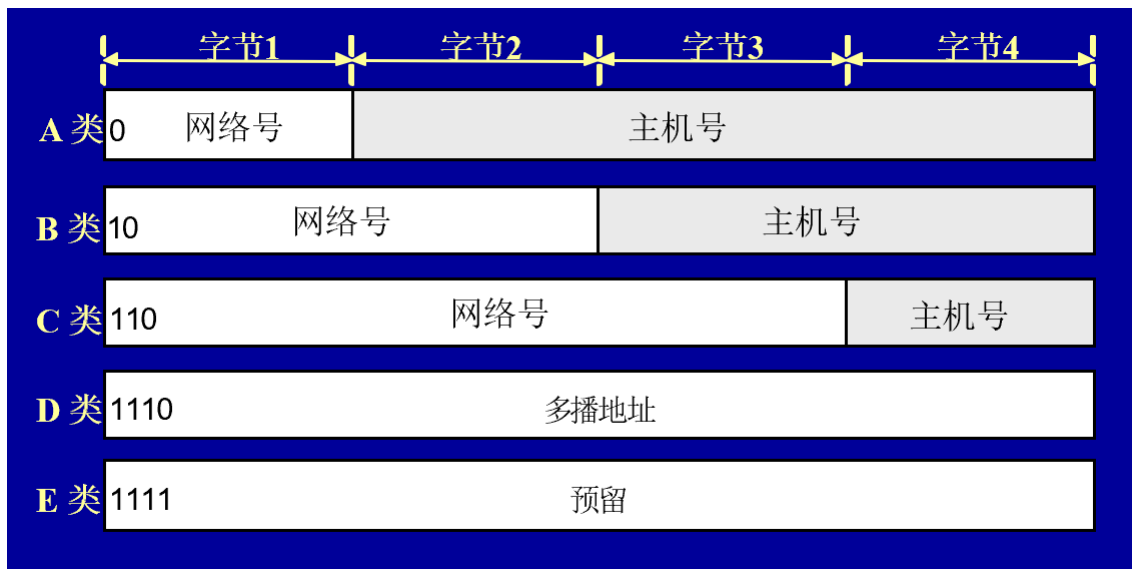 字节1 字节2 字节3 字节4
A 类 0 网络号 主机号
B 类 10 网络号 主机号
C 类 110 网络号 主机号
D 类 1110 多播地址
E 类 1111 预留